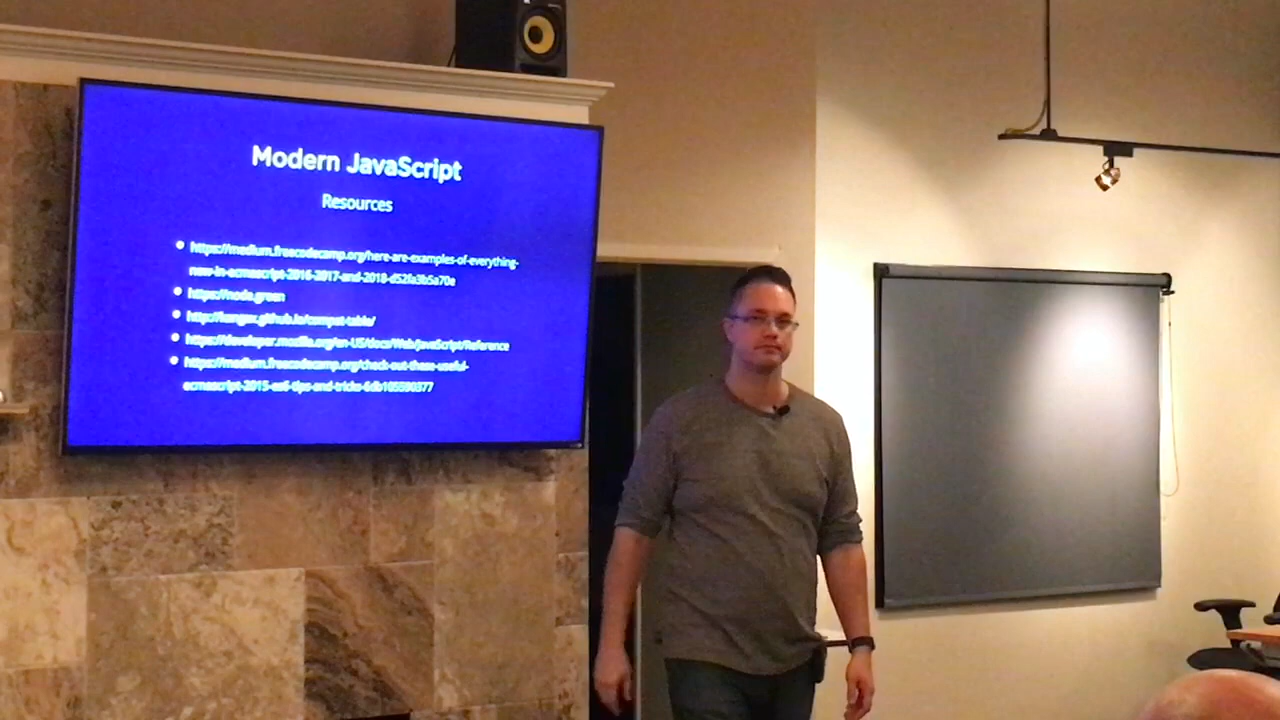 Modern JavaScript
Resources
https://medium.freecodecamp.org/here-are-examples-of-everything-
new-in-ecmascript-2016-2017-and-2018-d52fa3b5a70e
https://node.green
http://kangax.github.io/compat-table/
https://developer.mozilla.org/en-US/docs/Web/JavaScript/Reference
https://medium.freecodecamp.org/check-out-these-useful-
ecmascript-2015-es6-tips-and-tricks-6db105590377